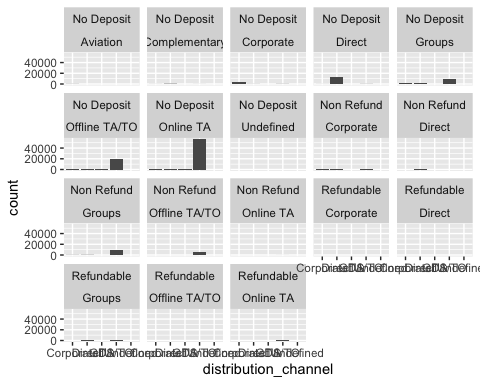 No Deposit No Deposit No Deposit No Deposit No Deposit
Aviation Complementary Corporate Direct Groups
40000
20000
0
No Deposit No Deposit No Deposit Non Refund Non Refund
Offline TA/TO Online TA Undefined Corporate Direct
40000
20000
0
Non Refund Non Refund Non Refund Refundable Refundable
Groups Offline TA/TO Online TA Corporate Direct
40000
20000
0
Refundable Refundable Refundable
Groups Offline TA/TO Online TA
40000
20000
0
count
distribution_channel